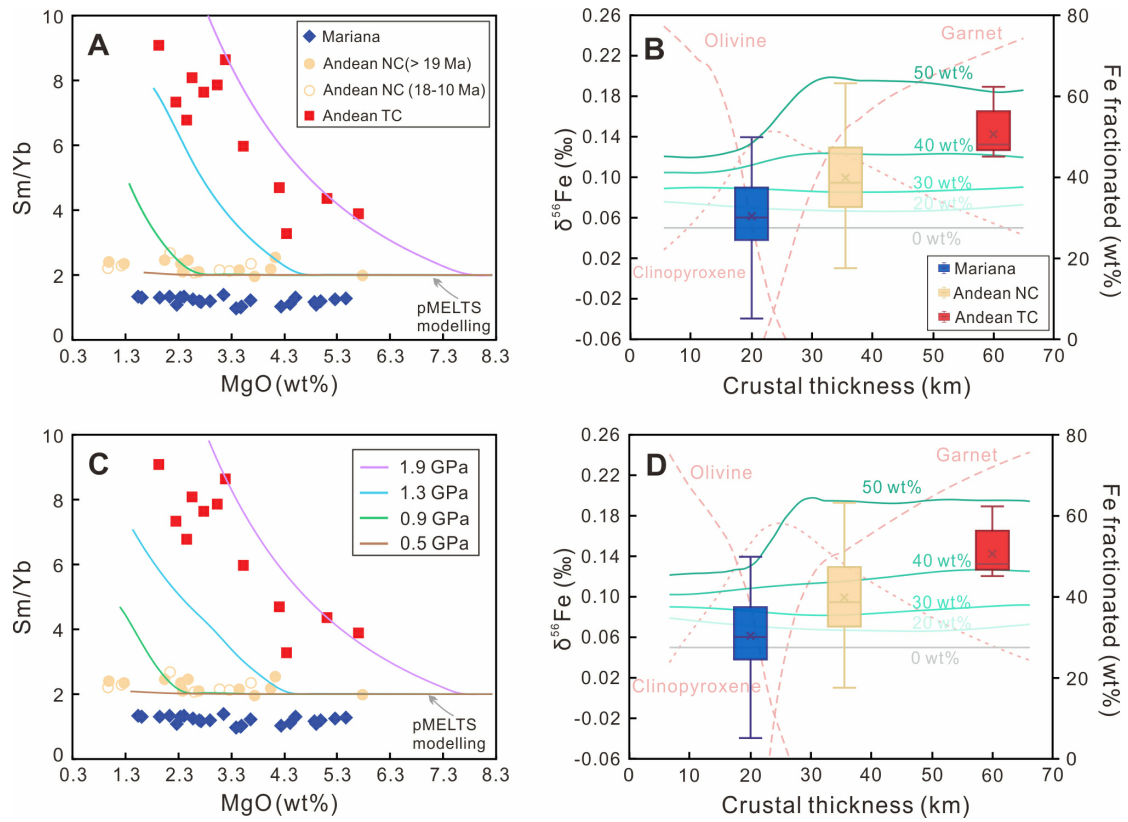 A
Mariana
Andean NC(> 19 Ma)
Andean NC (18-10 Ma)
Andean TC
Sm/Yb
10
8
6
4
2
0
pMELTS
modelling
0.3 1.3 2.3 3.3 4.3 5.3 6.3 7.3 8.3
MgO (wt%)
B
Olivine
Garnet
50 wt%
40 wt%
30 wt%
20 wt%
0 wt%
Clinopyroxene
Mariana
Andean NC
Andean TC
δ⁵⁶Fe (‰)
0.26
0.22
0.18
0.14
0.10
0.06
0.02
-0.02
-0.06
Fe fractionated (wt%)
80
60
40
20
0
0 10 20 30 40 50 60 70
Crustal thickness (km)
C
1.9 GPa
1.3 GPa
0.9 GPa
0.5 GPa
Sm/Yb
10
8
6
4
2
0
pMELTS
modelling
0.3 1.3 2.3 3.3 4.3 5.3 6.3 7.3 8.3
MgO (wt%)
D
Olivine
Garnet
50 wt%
40 wt%
30 wt%
20 wt%
0 wt%
Clinopyroxene
δ⁵⁶Fe (‰)
0.26
0.22
0.18
0.14
0.10
0.06
0.02
-0.02
-0.06
Fe fractionated (wt%)
80
60
40
20
0
0 10 20 30 40 50 60 70
Crustal thickness (km)